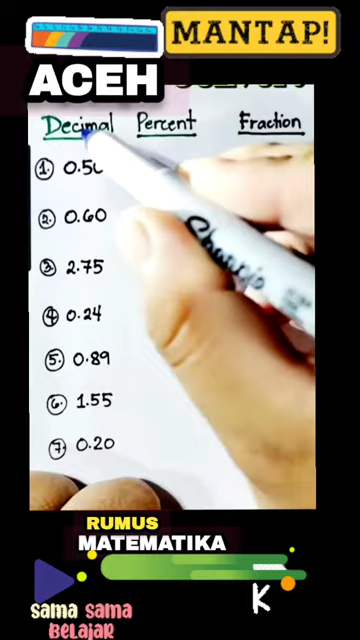 MANTAP!
ACEH
Decimal Percent Fraction
1. 0.50
2. 0.60
3. 2.75
4. 0.24
5. 0.89
6. 1.55
7. 0.20
Sharpie
RUMUS
MATEMATIKA
K
sama sama
BELAJAR